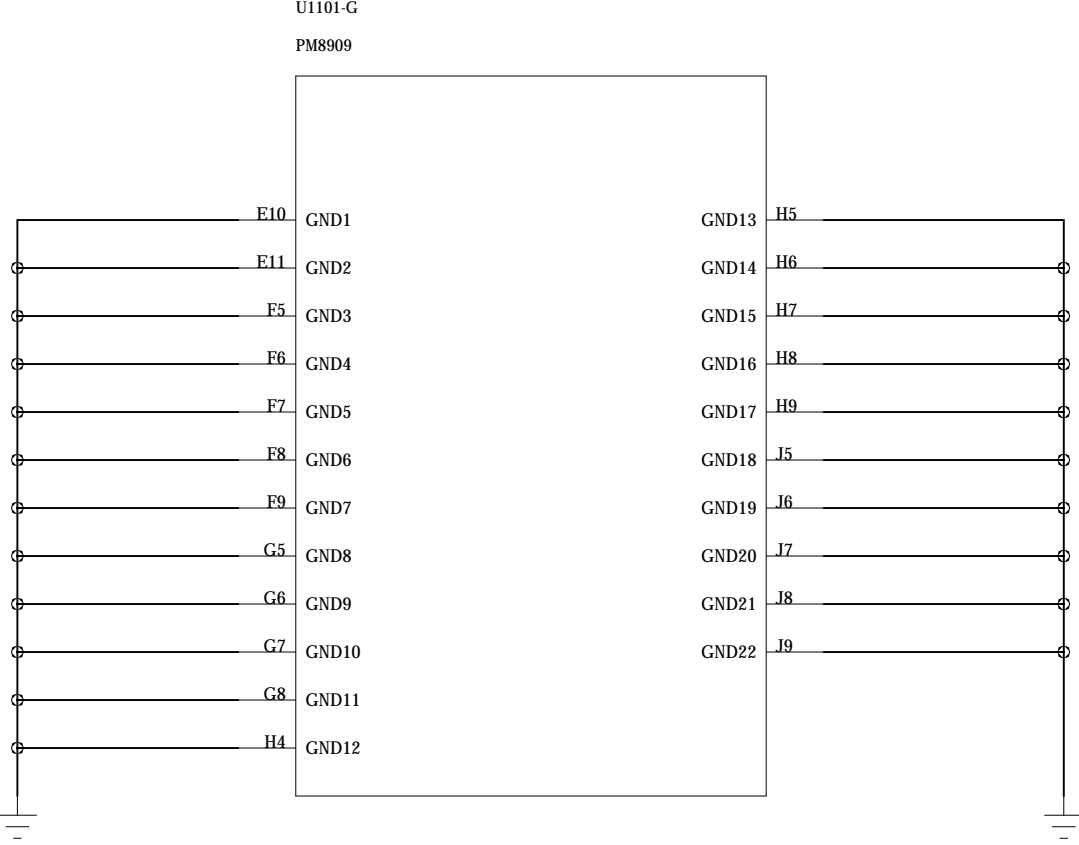 U1101-G
PM8909
E10 GND1 GND13 H5
E11 GND2 GND14 H6
F5 GND3 GND15 H7
F6 GND4 GND16 H8
F7 GND5 GND17 H9
F8 GND6 GND18 J5
F9 GND7 GND19 J6
G5 GND8 GND20 J7
G6 GND9 GND21 J8
G7 GND10 GND22 J9
G8 GND11
H4 GND12